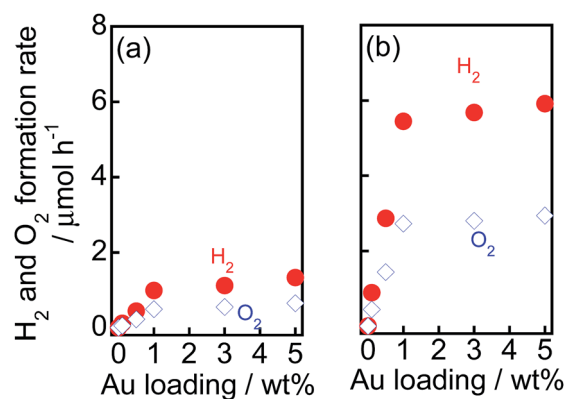 H₂ and O₂ formation rate
/ μmol h⁻¹
8
6
4
2
0
(a)
H₂
O₂
0 1 2 3 4 5
Au loading / wt%
(b)
H₂
O₂
0 1 2 3 4 5
Au loading / wt%